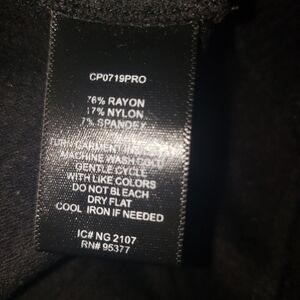 CP0719PRO
76% RAYON
17% NYLON
7% SPANDEX
TURN GARMENT
MACHINE WASH COLD
GENTLE CYCLE
WITH LIKE COLORS
DO NOT BLEACH
DRY FLAT
COOL IRON IF NEEDED
IC# NG 2107
RN# 95377